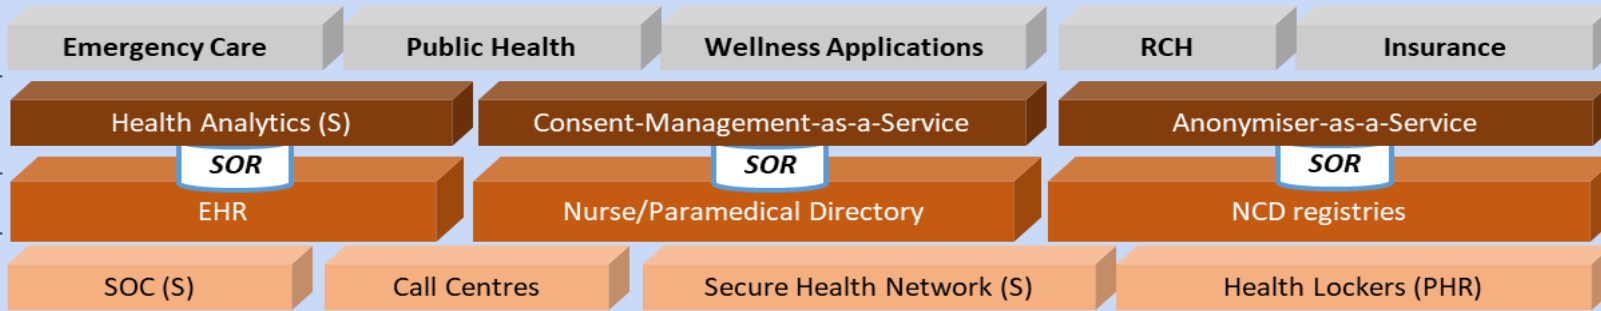 Emergency Care
Public Health
Wellness Applications
RCH
Insurance
Health Analytics (S)
Consent-Management-as-a-Service
Anonymiser-as-a-Service
SOR
SOR
SOR
EHR
Nurse/Paramedical Directory
NCD registries
SOC (S)
Call Centres
Secure Health Network (S)
Health Lockers (PHR)